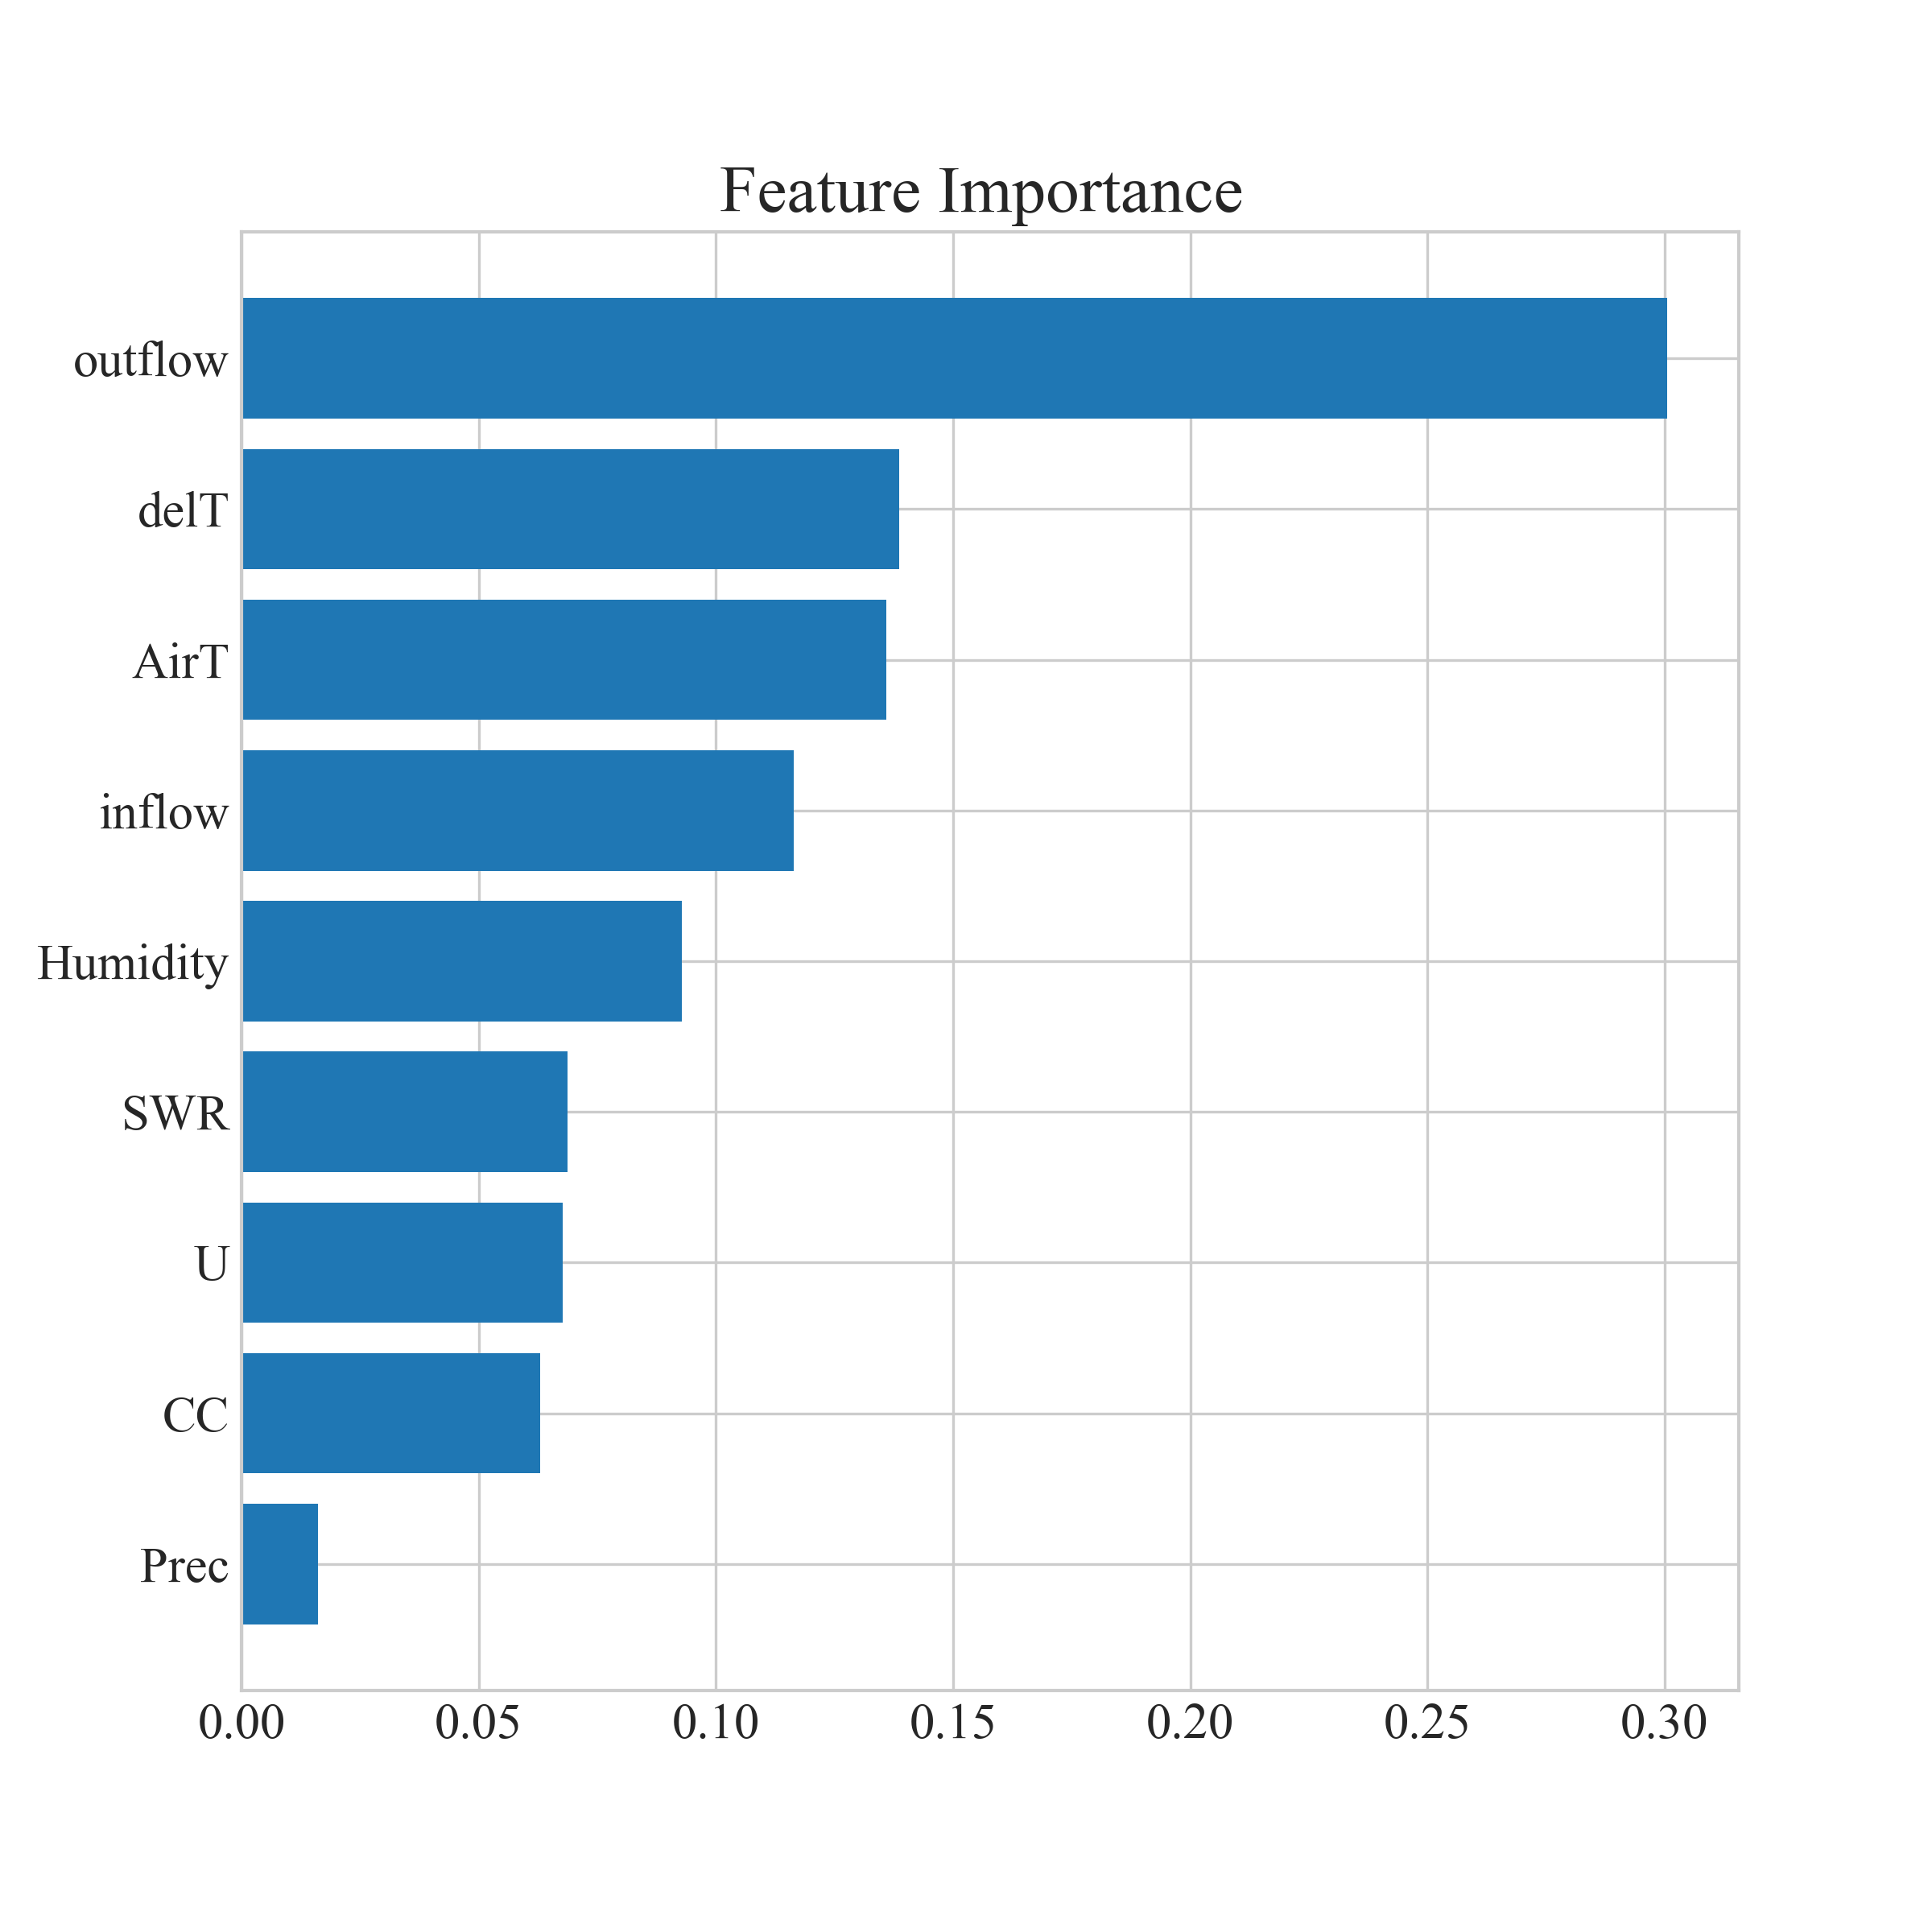 Feature Importance
outflow
delT
AirT
inflow
Humidity
SWR
U
CC
Prec
0.00 0.05 0.10 0.15 0.20 0.25 0.30